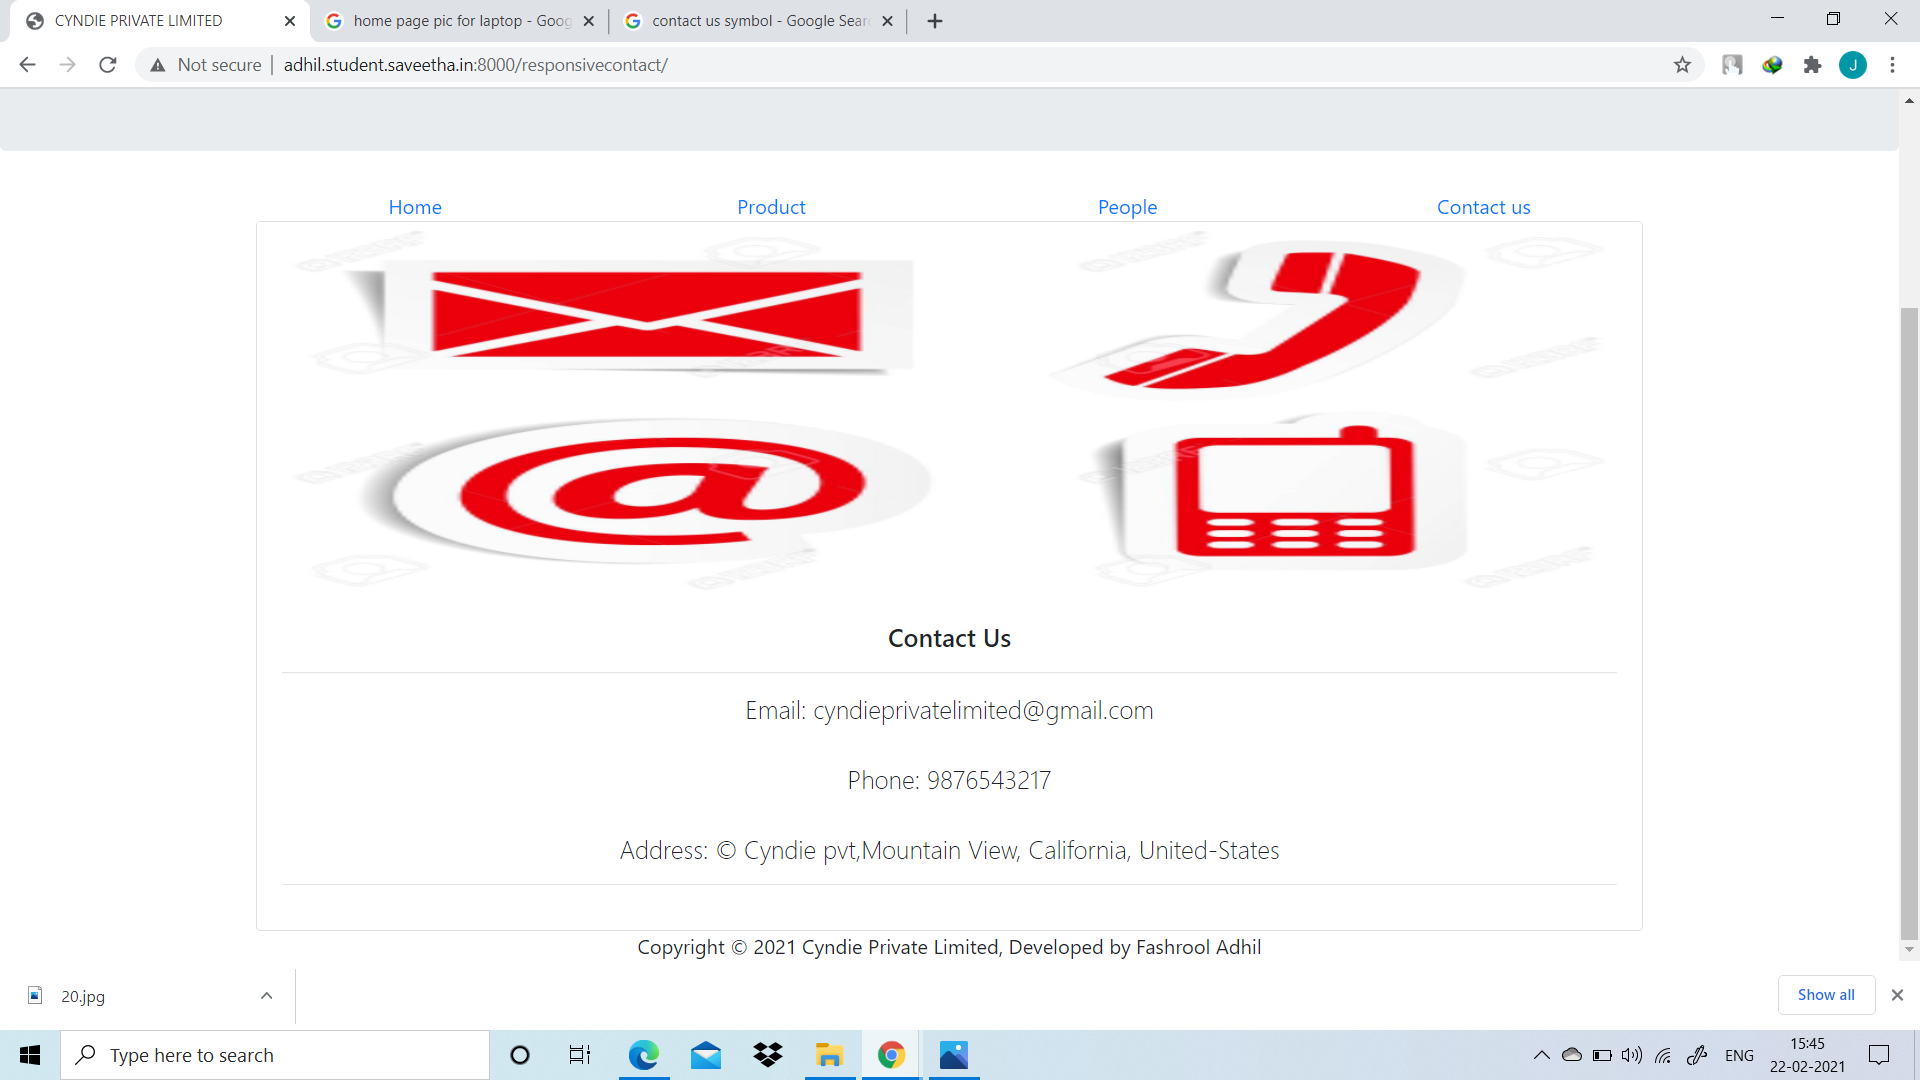 CYNDIE PRIVATE LIMITED
home page pic for laptop - Goog
contact us symbol - Google Sear
Not secure | adhil.student.saveetha.in:8000/responsivecontact/
J
Home Product People Contact us
Contact Us
Email: cyndieprivatelimited@gmail.com
Phone: 9876543217
Address: © Cyndie pvt,Mountain View, California, United-States
Copyright © 2021 Cyndie Private Limited, Developed by Fashrool Adhil
20.jpg
Show all
Type here to search
ENG
15:45
22-02-2021